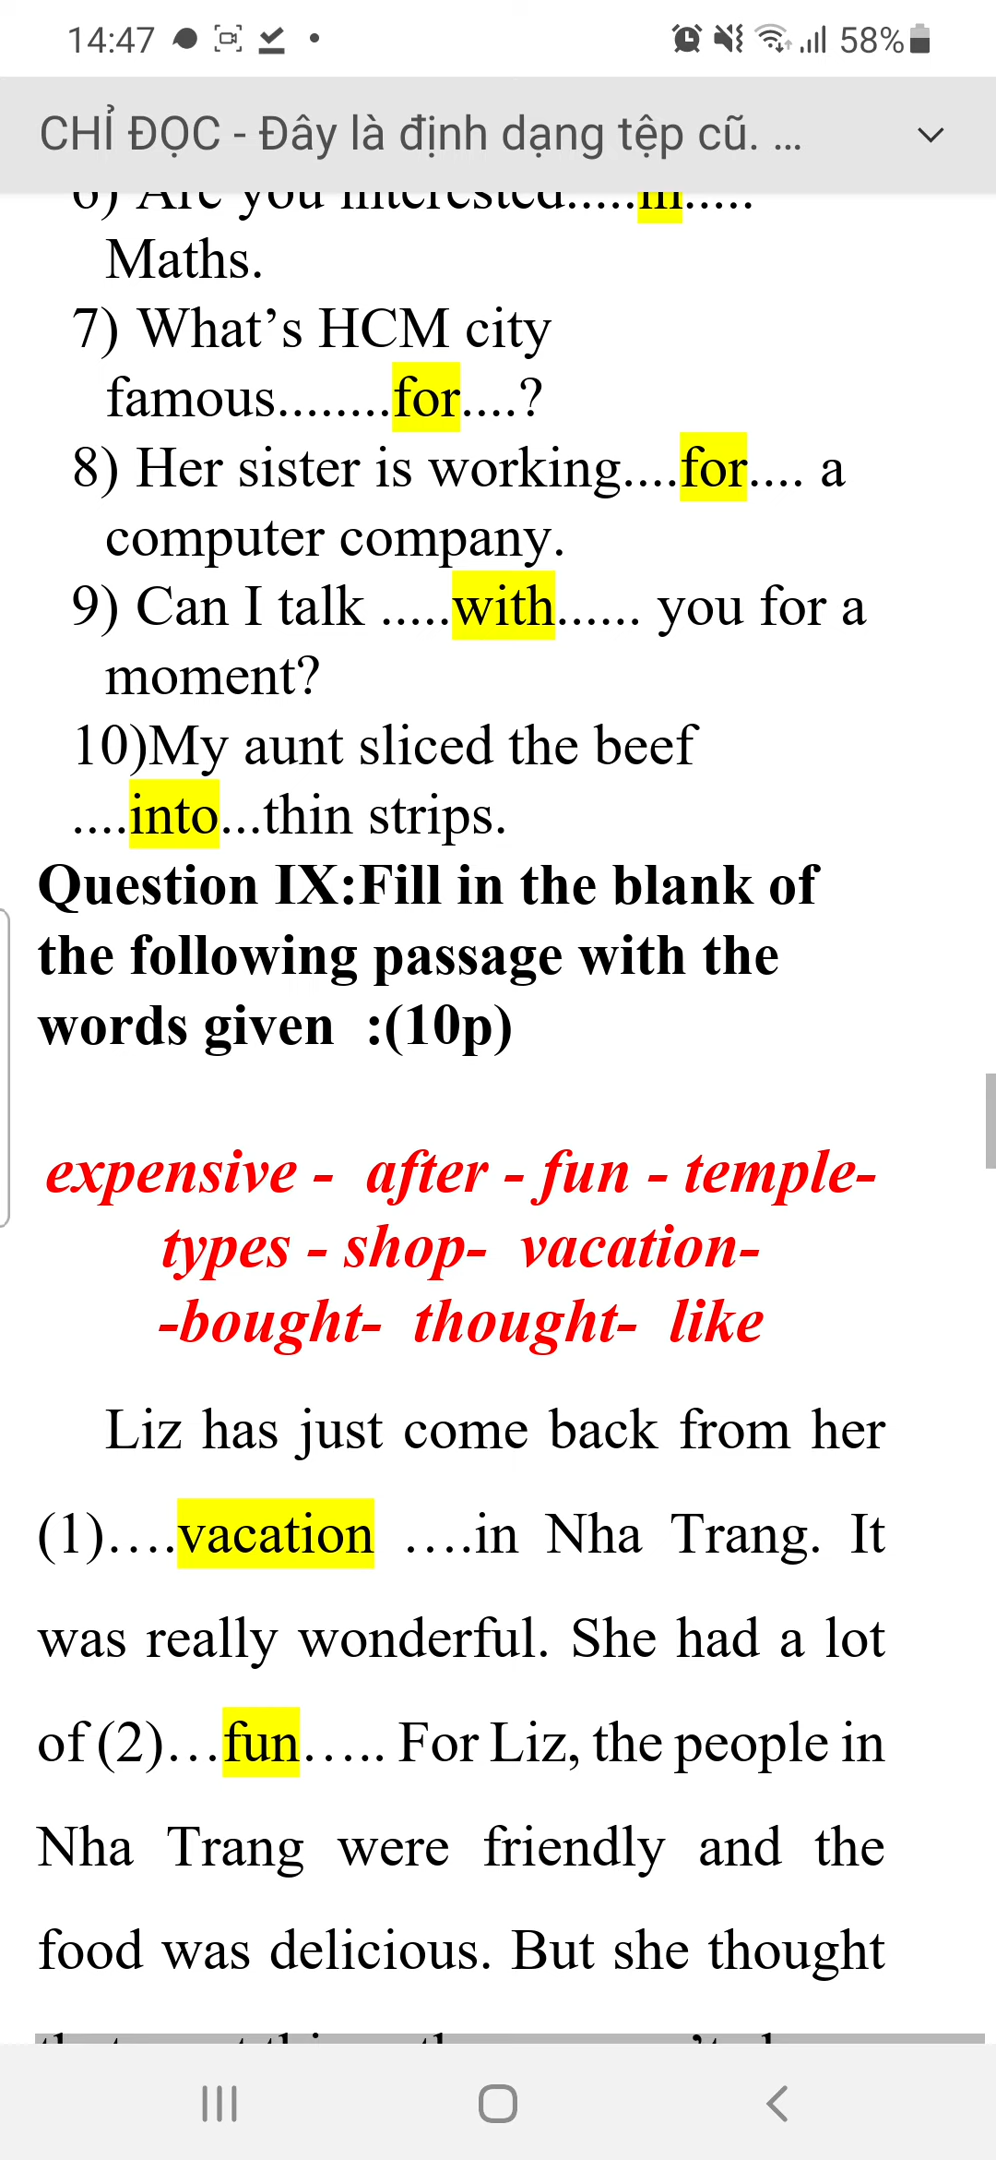 14:47 58%
CHỈ ĐỌC - Đây là định dạng tệp cũ. ...
6) Are you interested.....in.....
Maths.
7) What’s HCM city
famous........for....?
8) Her sister is working....for.... a
computer company.
9) Can I talk .....with...... you for a
moment?
10)My aunt sliced the beef
....into...thin strips.
Question IX:Fill in the blank of
the following passage with the
words given :(10p)
expensive - after - fun - temple-
types - shop- vacation-
-bought- thought- like
Liz has just come back from her
(1)....vacation ....in Nha Trang. It
was really wonderful. She had a lot
of (2)...fun..... For Liz, the people in
Nha Trang were friendly and the
food was delicious. But she thought